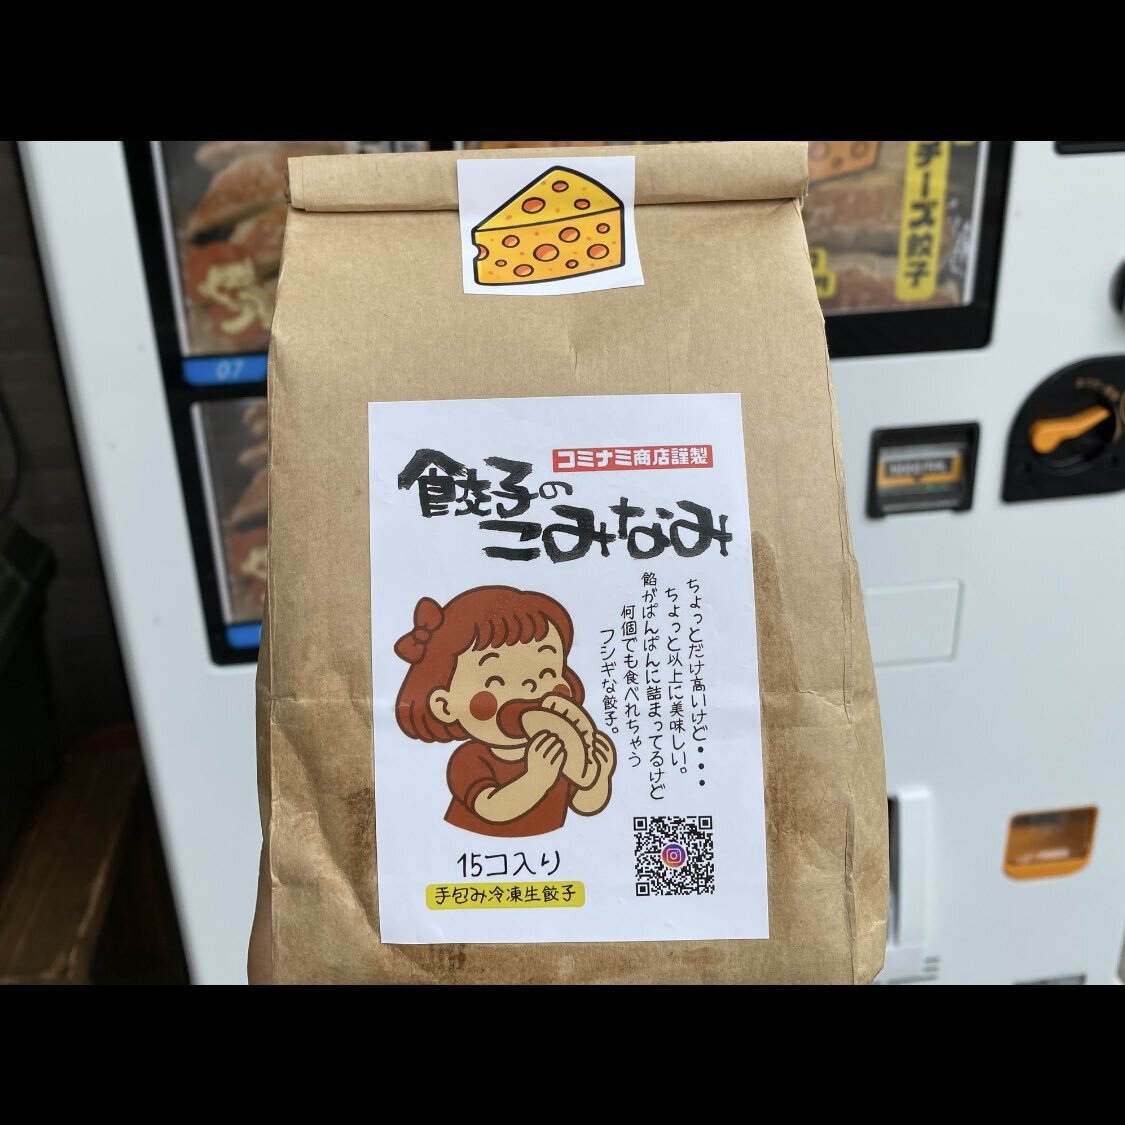 チーズ餃子
07
コミナミ商店謹製
餃子の
こみなみ
ちょっとだけ高いけど・・・
ちょっと以上に美味しい。
餡がぱんぱんに詰まってるけど
何個でも食べれちゃう
フシギな餃子。
15コ入り
手包み冷凍生餃子